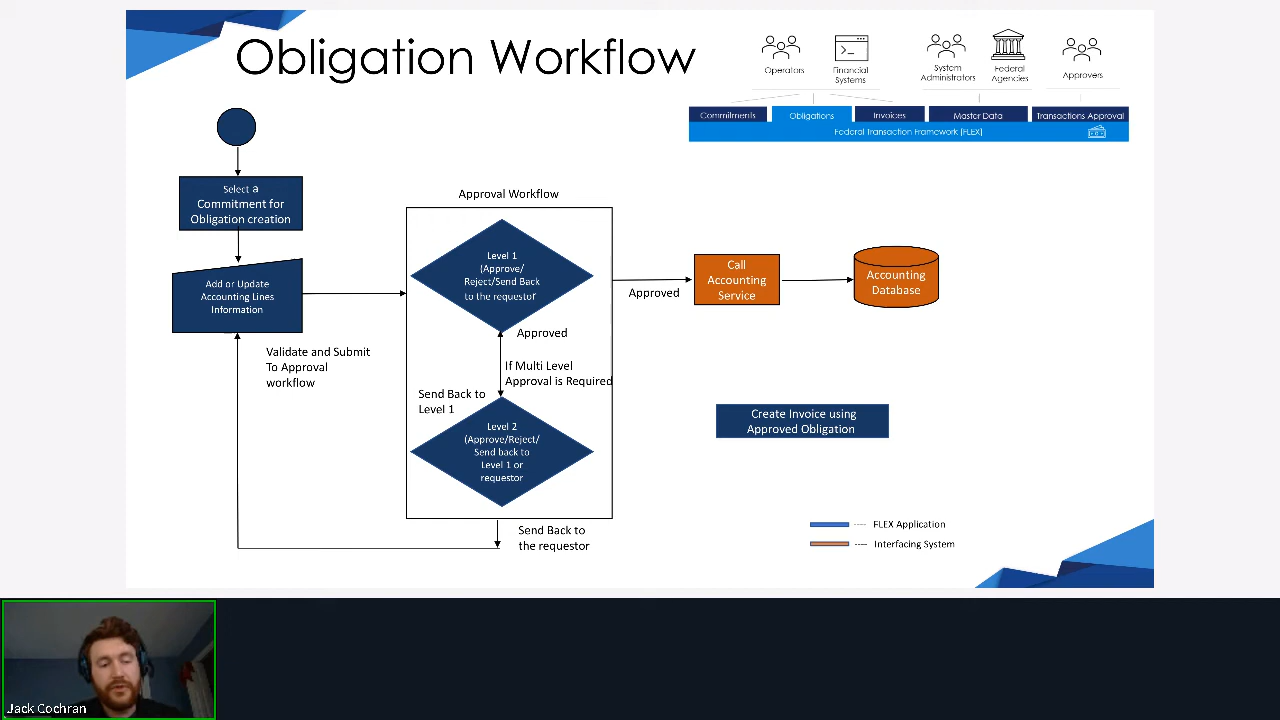 Obligation Workflow
Operators
Financial
Systems
System
Administrators
Federal
Agencies
Approvers
Commitments
Obligations
Invoices
Master Data
Transactions Approval
Federal Transaction Framework [FLEX]
Select a
Commitment for
Obligation creation
Add or Update
Accounting Lines
Information
Validate and Submit
To Approval
workflow
Approval Workflow
Level 1
(Approve/
Reject/Send Back
to the requestor
Approved
If Multi Level
Approval is Required
Send Back to
Level 1
Level 2
(Approve/Reject/
Send back to
Level 1 or
requestor
Send Back to
the requestor
Approved
Call
Accounting
Service
Accounting
Database
Create Invoice using
Approved Obligation
FLEX Application
Interfacing System
Jack Cochran